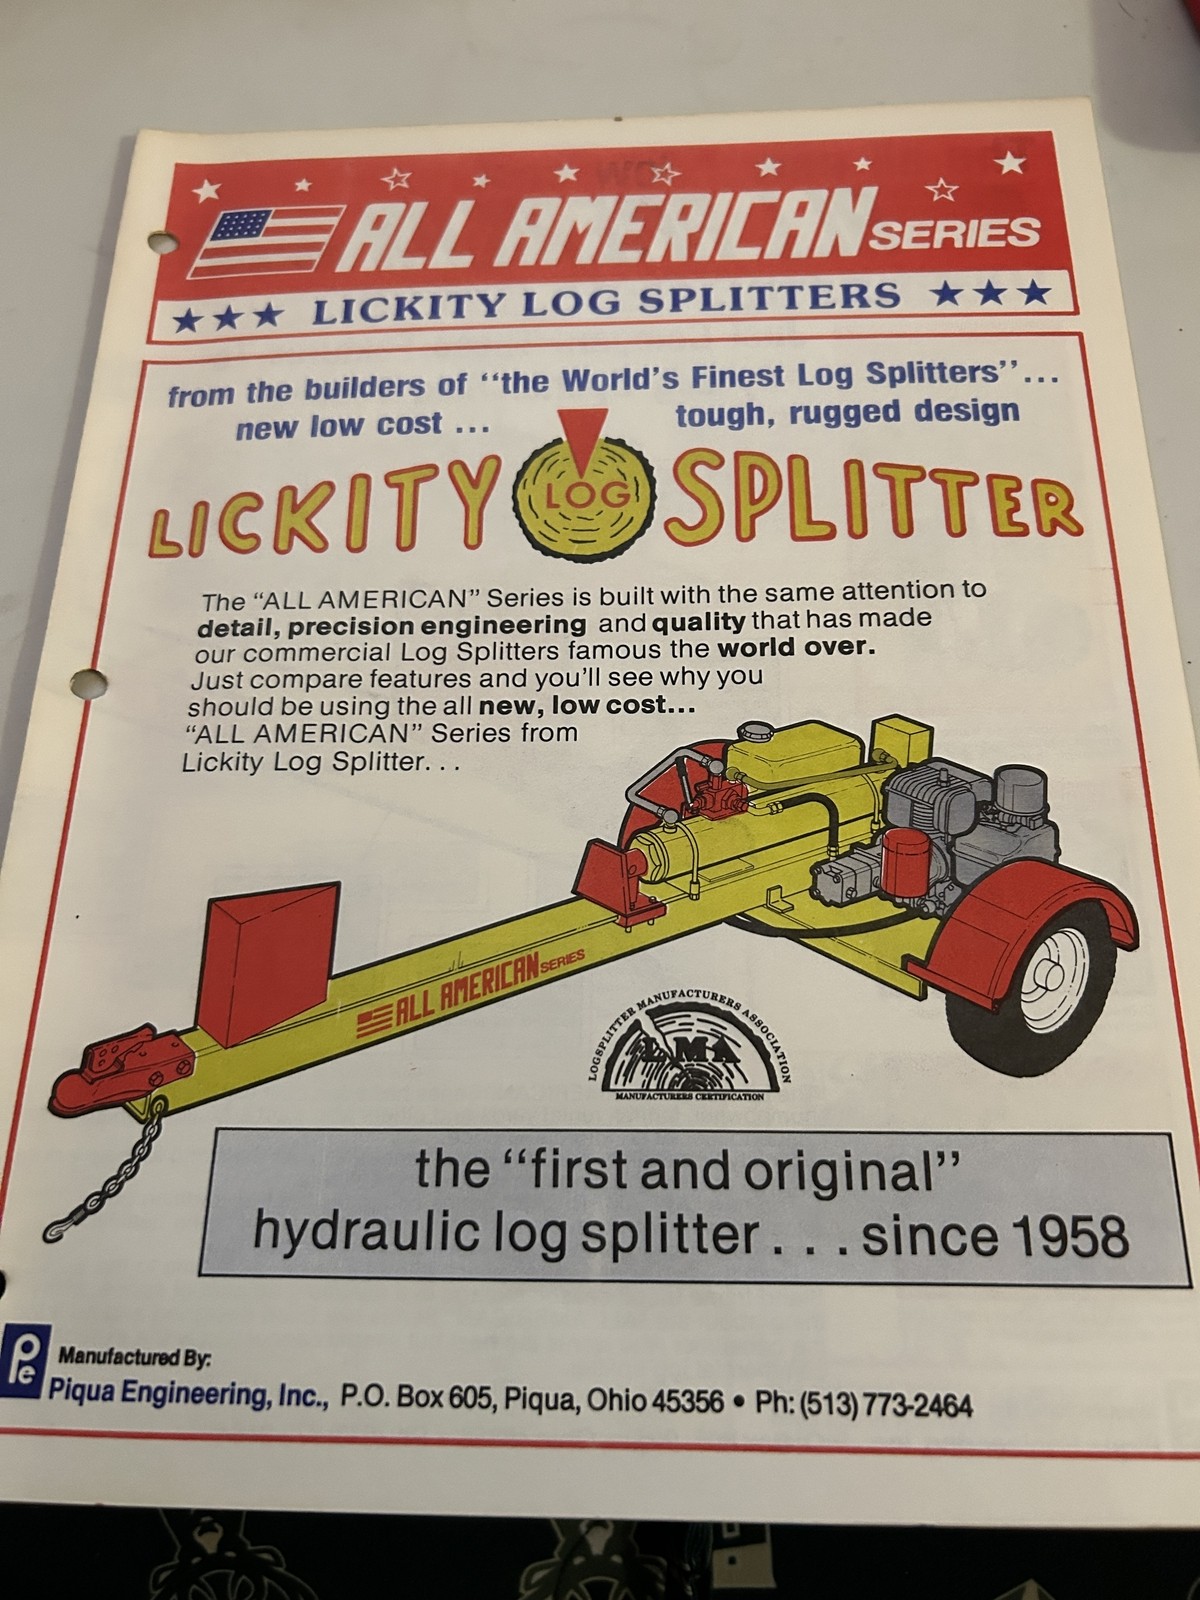 ALL AMERICAN SERIES
LICKITY LOG SPLITTERS
from the builders of “the World’s Finest Log Splitters”...
new low cost ... tough, rugged design
LICKITY LOG SPLITTER
The “ALL AMERICAN” Series is built with the same attention to
detail, precision engineering and quality that has made
our commercial Log Splitters famous the world over.
Just compare features and you’ll see why you
should be using the all new, low cost...
“ALL AMERICAN” Series from
Lickity Log Splitter...
ALL AMERICAN SERIES
LOGSPLITTER MANUFACTURERS ASSOCIATION
LMA
MANUFACTURERS CERTIFICATION
the “first and original”
hydraulic log splitter . . . since 1958
Pe
Manufactured By:
Piqua Engineering, Inc., P.O. Box 605, Piqua, Ohio 45356 • Ph: (513) 773-2464